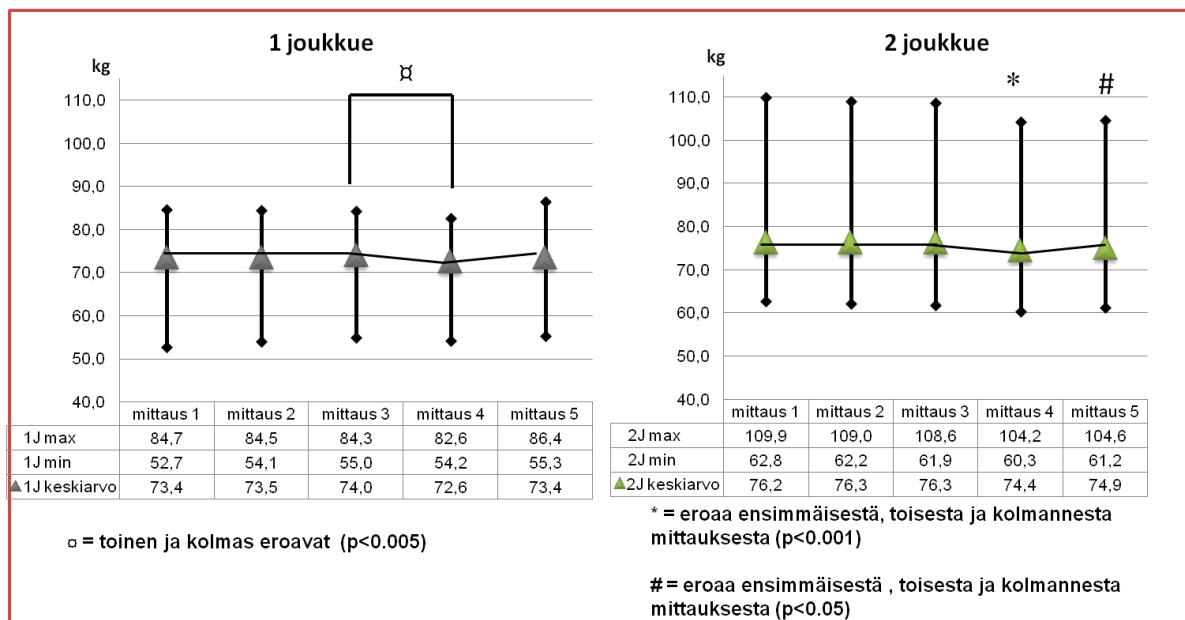 1 joukkue
kg
¤
110,0
100,0
90,0
80,0
70,0
60,0
50,0
40,0
mittaus 1 mittaus 2 mittaus 3 mittaus 4 mittaus 5
1J max 84,7 84,5 84,3 82,6 86,4
1J min 52,7 54,1 55,0 54,2 55,3
1J keskiarvo 73,4 73,5 74,0 72,6 73,4
¤ = toinen ja kolmas eroavat (p<0.005)
2 joukkue
kg
* #
110,0
100,0
90,0
80,0
70,0
60,0
50,0
40,0
mittaus 1 mittaus 2 mittaus 3 mittaus 4 mittaus 5
2J max 109,9 109,0 108,6 104,2 104,6
2J min 62,8 62,2 61,9 60,3 61,2
2J keskiarvo 76,2 76,3 76,3 74,4 74,9
* = eroaa ensimmäisestä, toisesta ja kolmannesta
mittauksesta (p<0.001)
# = eroaa ensimmäisestä , toisesta ja kolmannesta
mittauksesta (p<0.05)